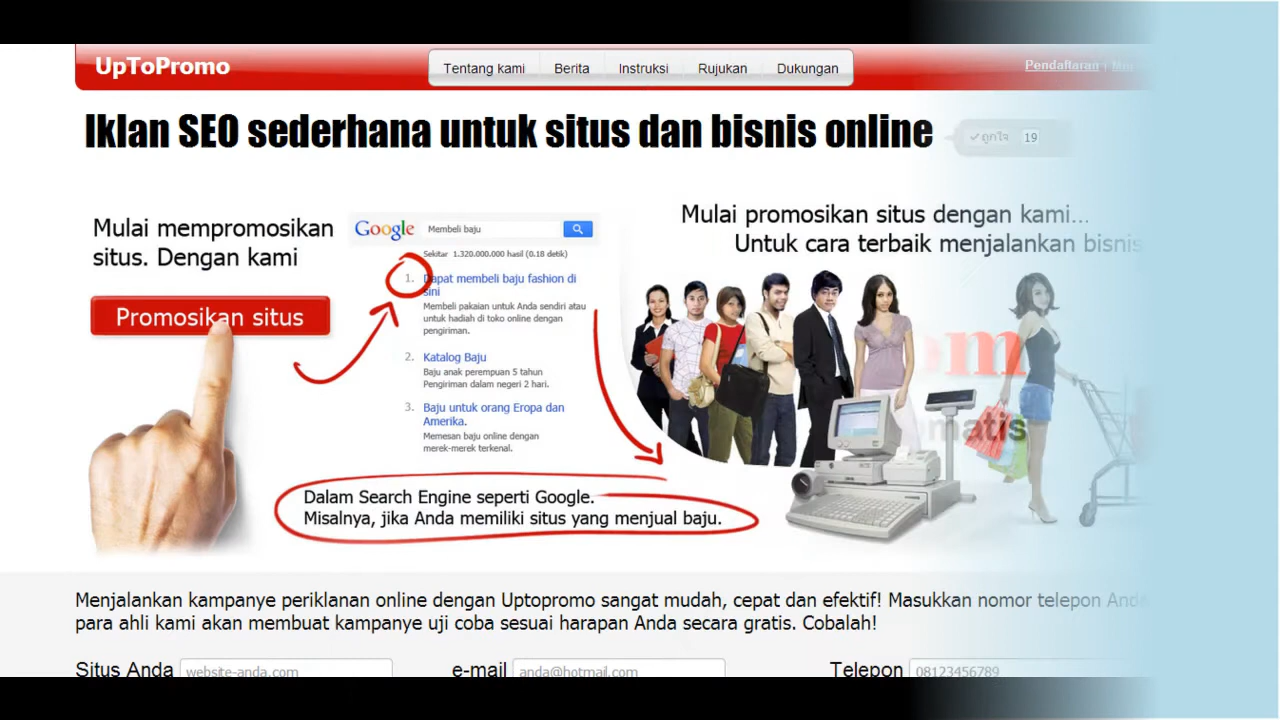 UpToPromo
Tentang kami
Berita
Instruksi
Rujukan
Dukungan
Pendaftaran |
Iklan SEO sederhana untuk situs dan bisnis online
✓ ถูกใจ 19
Mulai mempromosikan
situs. Dengan kami
Promosikan situs
Google
Membeli baju
Sekitar 1.320.000.000 hasil (0.18 detik)
1. Dapat membeli baju fashion di
sini
Membeli pakaian untuk Anda sendiri atau
untuk hadiah di toko online dengan
pengiriman.
2. Katalog Baju
Baju anak perempuan 5 tahun
Pengiriman dalam negeri 2 hari.
3. Baju untuk orang Eropa dan
Amerika.
Memesan baju online dengan
merek-merek terkenal.
Mulai promosikan situs dengan kami...
Untuk cara terbaik menjalankan bisnis
om
matis
Dalam Search Engine seperti Google.
Misalnya, jika Anda memiliki situs yang menjual baju.
Menjalankan kampanye periklanan online dengan Uptopromo sangat mudah, cepat dan efektif! Masukkan nomor telepon Anda
para ahli kami akan membuat kampanye uji coba sesuai harapan Anda secara gratis. Cobalah!
Situs Anda website-anda.com
e-mail anda@hotmail.com
Telepon 08123456789